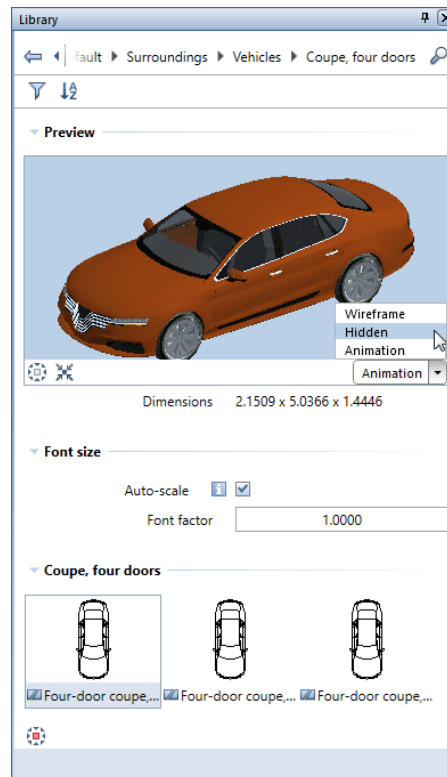 Library
fault Surroundings Vehicles Coupe, four doors
Preview
Wireframe
Hidden
Animation
Animation
Dimensions 2.1509 x 5.0366 x 1.4446
Font size
Auto-scale
Font factor 1.0000
Coupe, four doors
Four-door coupe,... Four-door coupe,... Four-door coupe,...